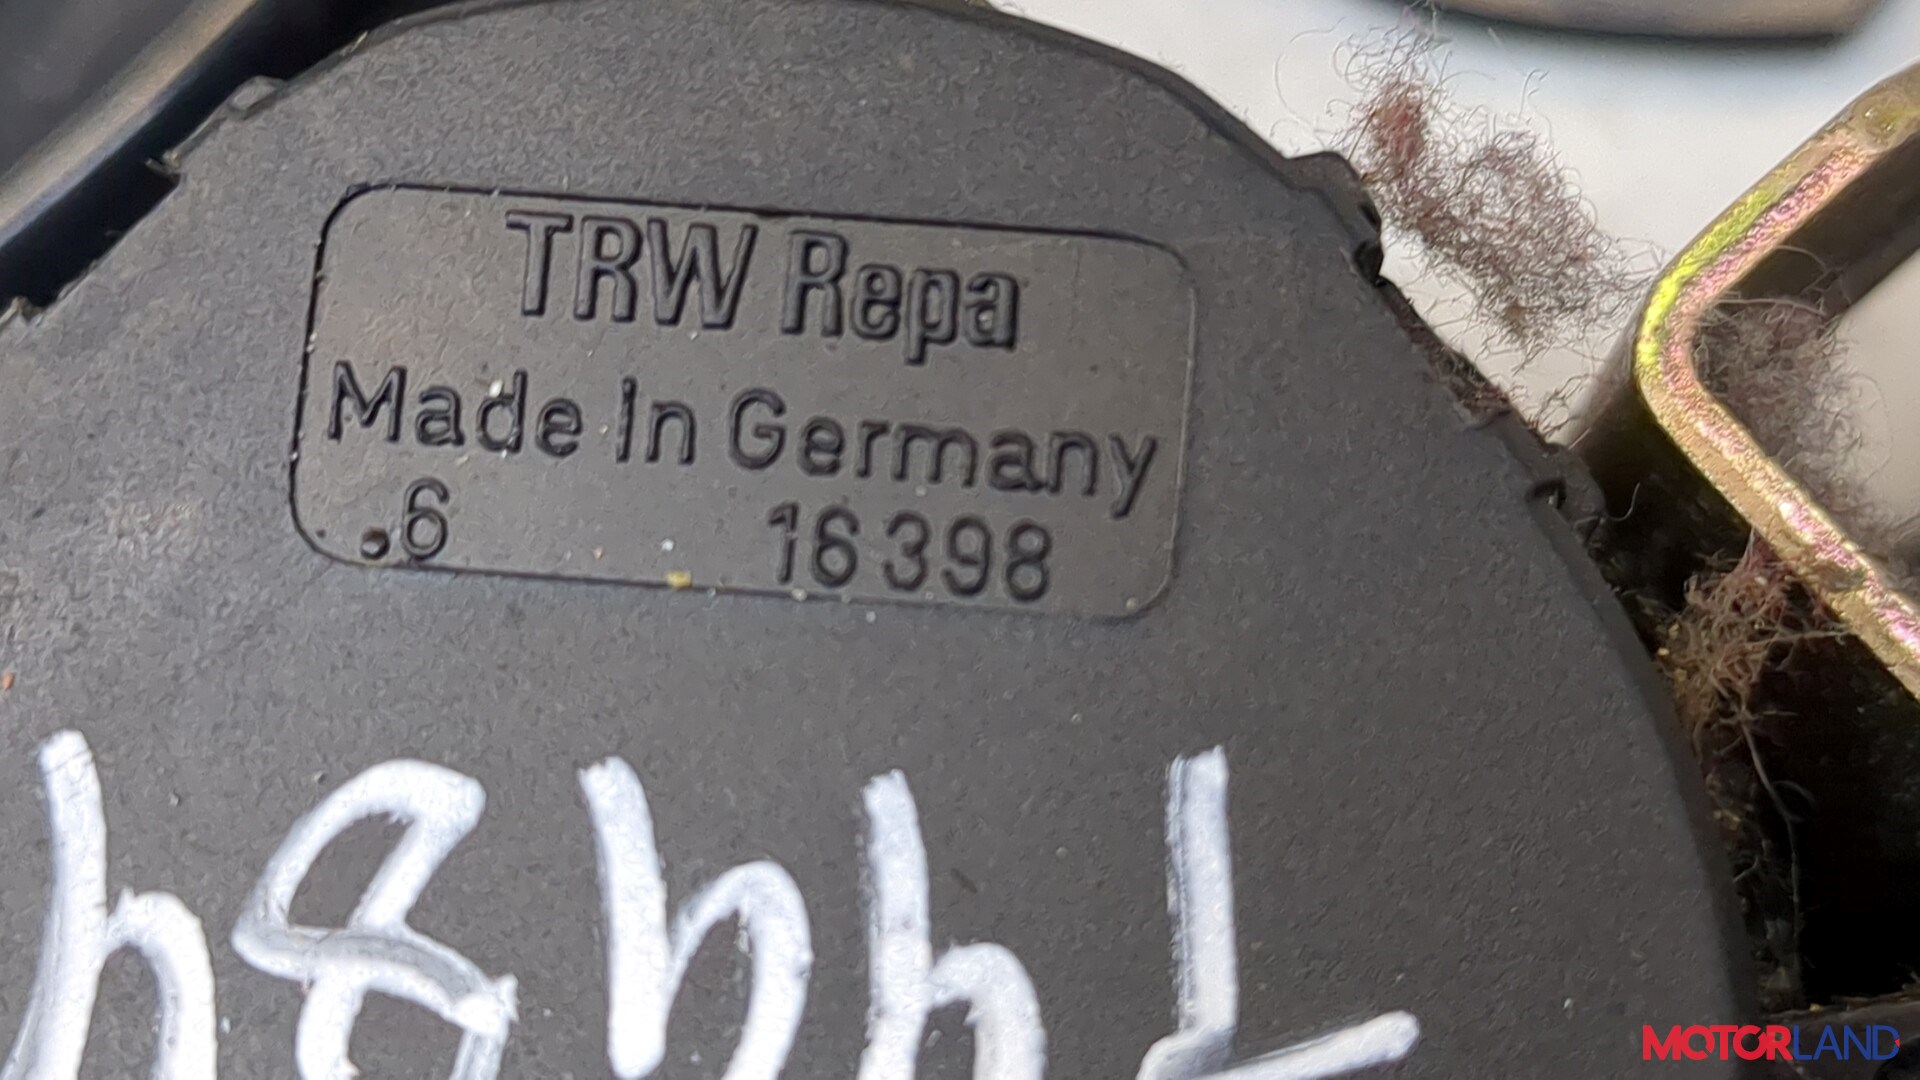 TRW Repa
Made in Germany
.6 16398
MOTORLAND